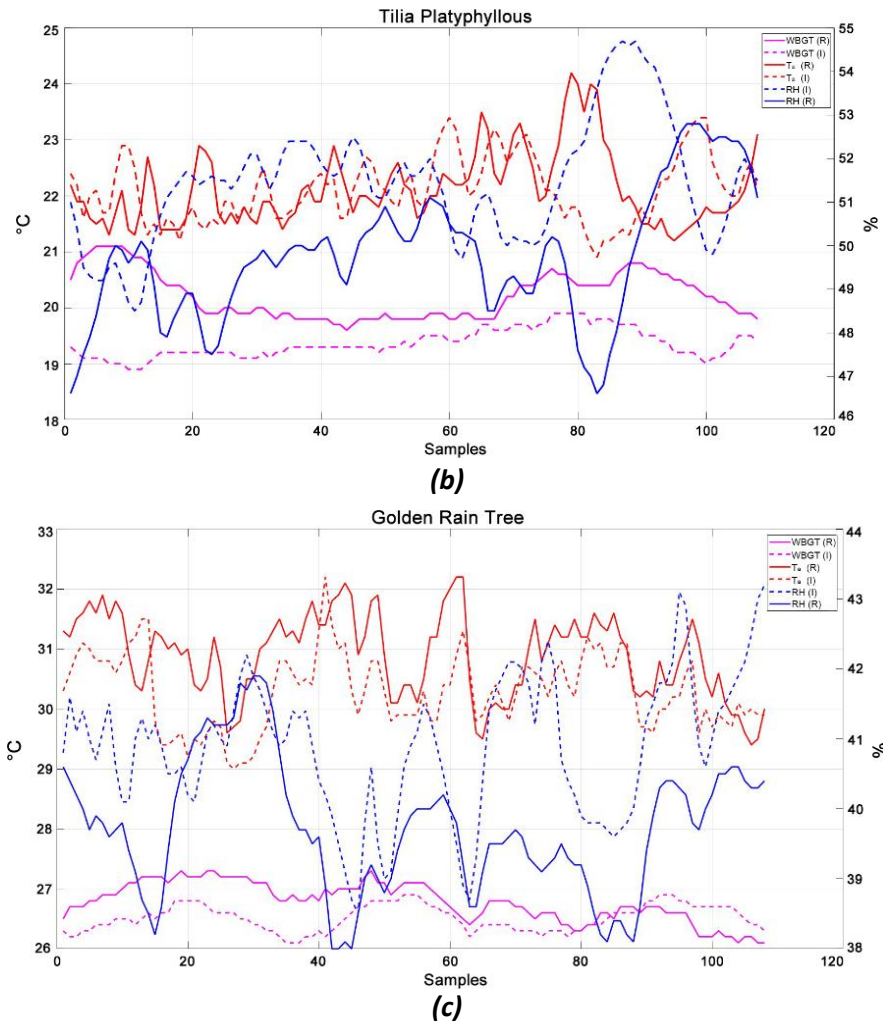 Tilia Platyphyllous
25
24
23
22
21
20
19
18
°C
55
54
53
52
51
50
49
48
47
46
%
WBGT (R)
WBGT (I)
Tₐ (R)
Tₐ (I)
RH (I)
RH (R)
0 20 40 60 80 100 120
Samples
(b)
Golden Rain Tree
33
32
31
30
29
28
27
26
°C
44
43
42
41
40
39
38
%
WBGT (R)
WBGT (I)
Tₐ (R)
Tₐ (I)
RH (I)
RH (R)
0 20 40 60 80 100 120
Samples
(c)